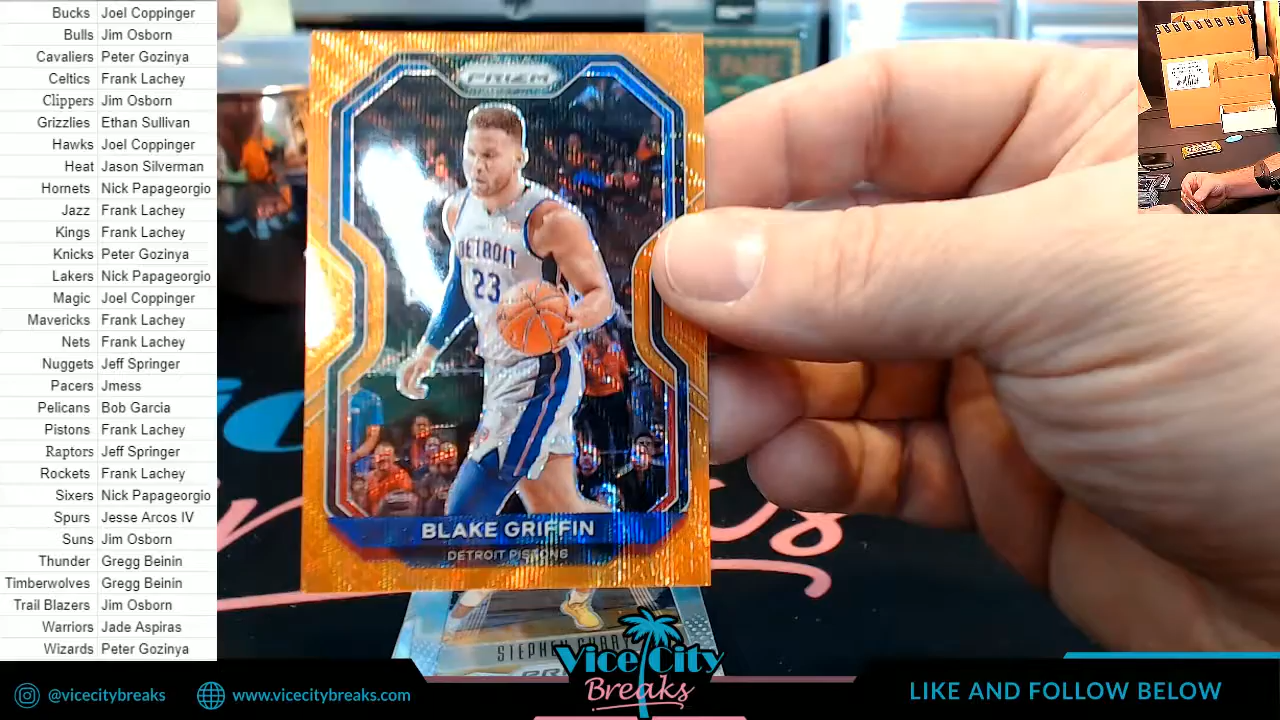 Bucks Joel Coppinger
Bulls Jim Osborn
Cavaliers Peter Gozinya
Celtics Frank Lachey
Clippers Jim Osborn
Grizzlies Ethan Sullivan
Hawks Joel Coppinger
Heat Jason Silverman
Hornets Nick Papageorgio
Jazz Frank Lachey
Kings Frank Lachey
Knicks Peter Gozinya
Lakers Nick Papageorgio
Magic Joel Coppinger
Mavericks Frank Lachey
Nets Frank Lachey
Nuggets Jeff Springer
Pacers Jmess
Pelicans Bob Garcia
Pistons Frank Lachey
Raptors Jeff Springer
Rockets Frank Lachey
Sixers Nick Papageorgio
Spurs Jesse Arcos IV
Suns Jim Osborn
Thunder Gregg Beinin
Timberwolves Gregg Beinin
Trail Blazers Jim Osborn
Warriors Jade Aspiras
Wizards Peter Gozinya
PRIZM
DETROIT
23
BLAKE GRIFFIN
DETROIT PISTONS
STEPHEN CURRY
Vice City
Breaks
@vicecitybreaks
www.vicecitybreaks.com
LIKE AND FOLLOW BELOW